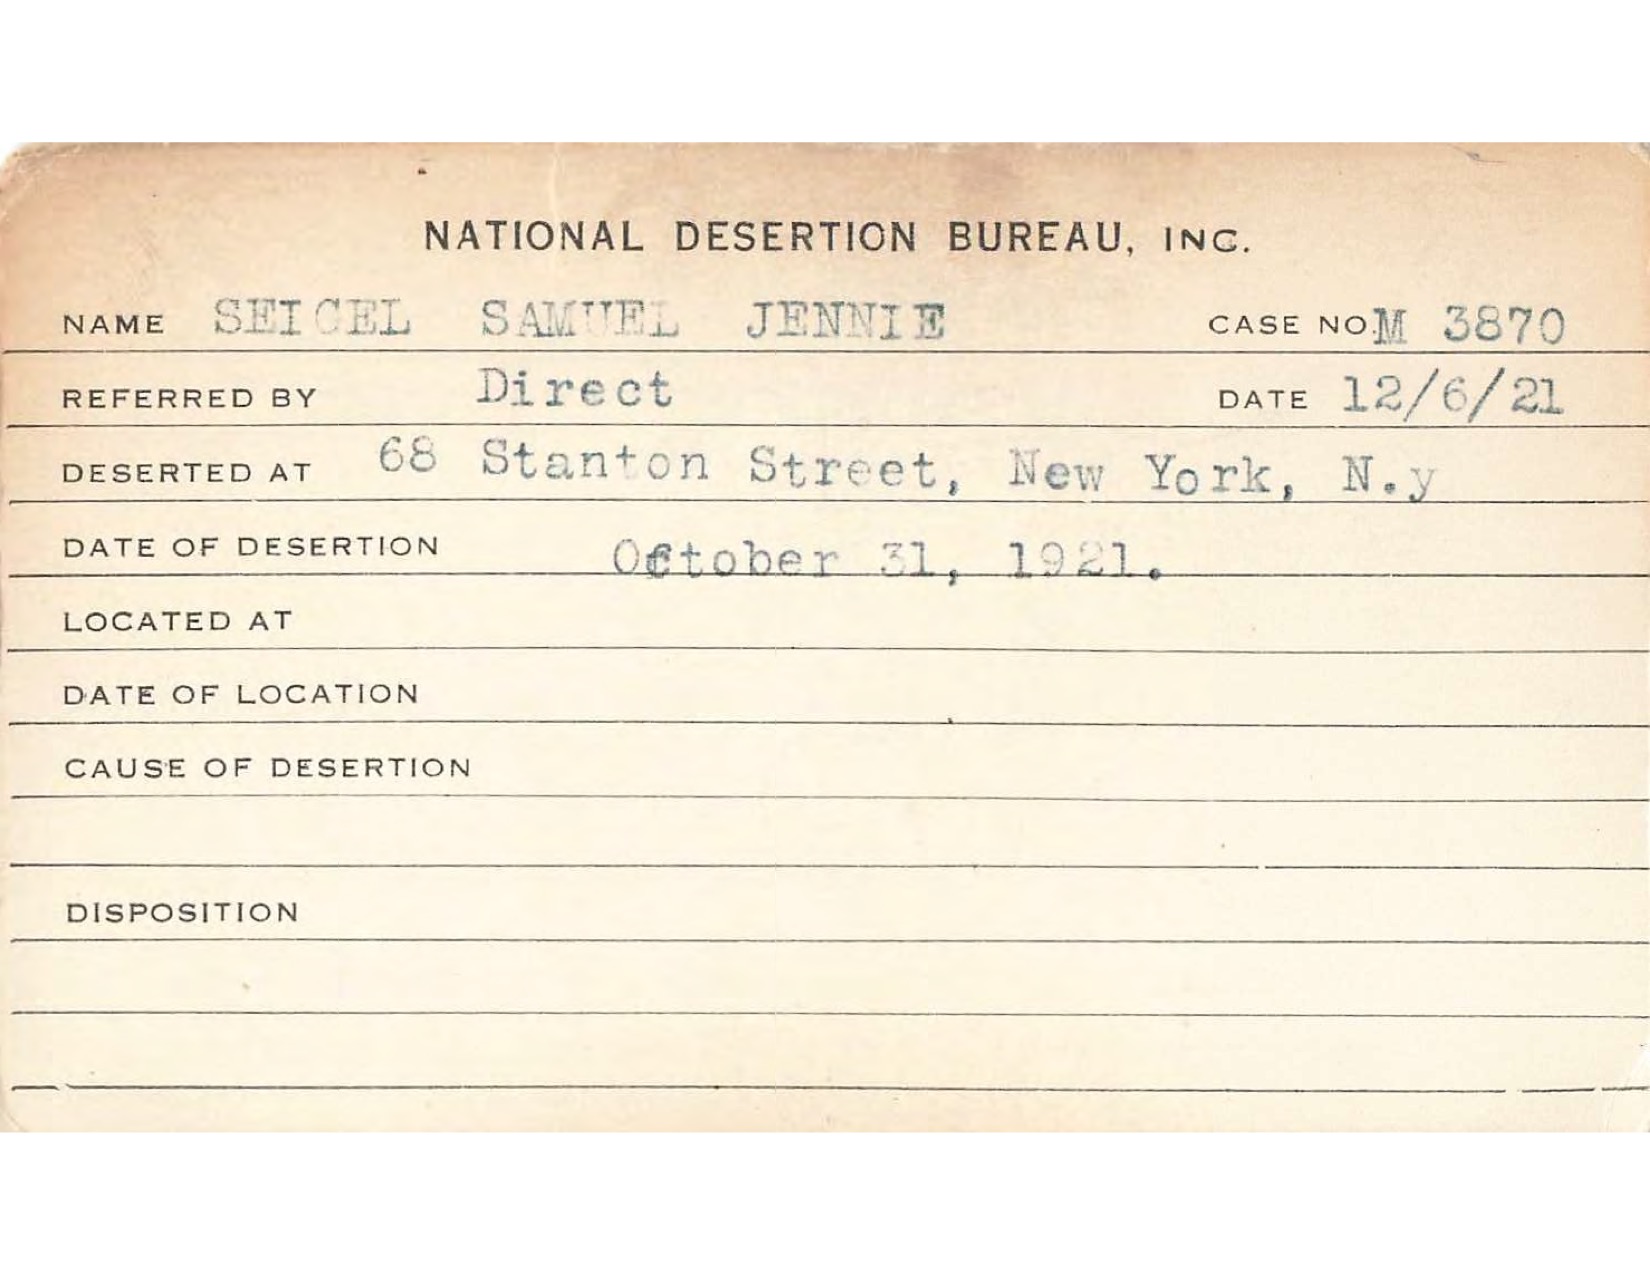 NATIONAL DESERTION BUREAU, INC.
NAME SEIGEL SAMUEL JENNIE CASE NO. M 3870
REFERRED BY Direct DATE 12/6/21
DESERTED AT 68 Stanton Street, New York, N.y
DATE OF DESERTION October 31, 1921.
LOCATED AT
DATE OF LOCATION
CAUSE OF DESERTION
DISPOSITION